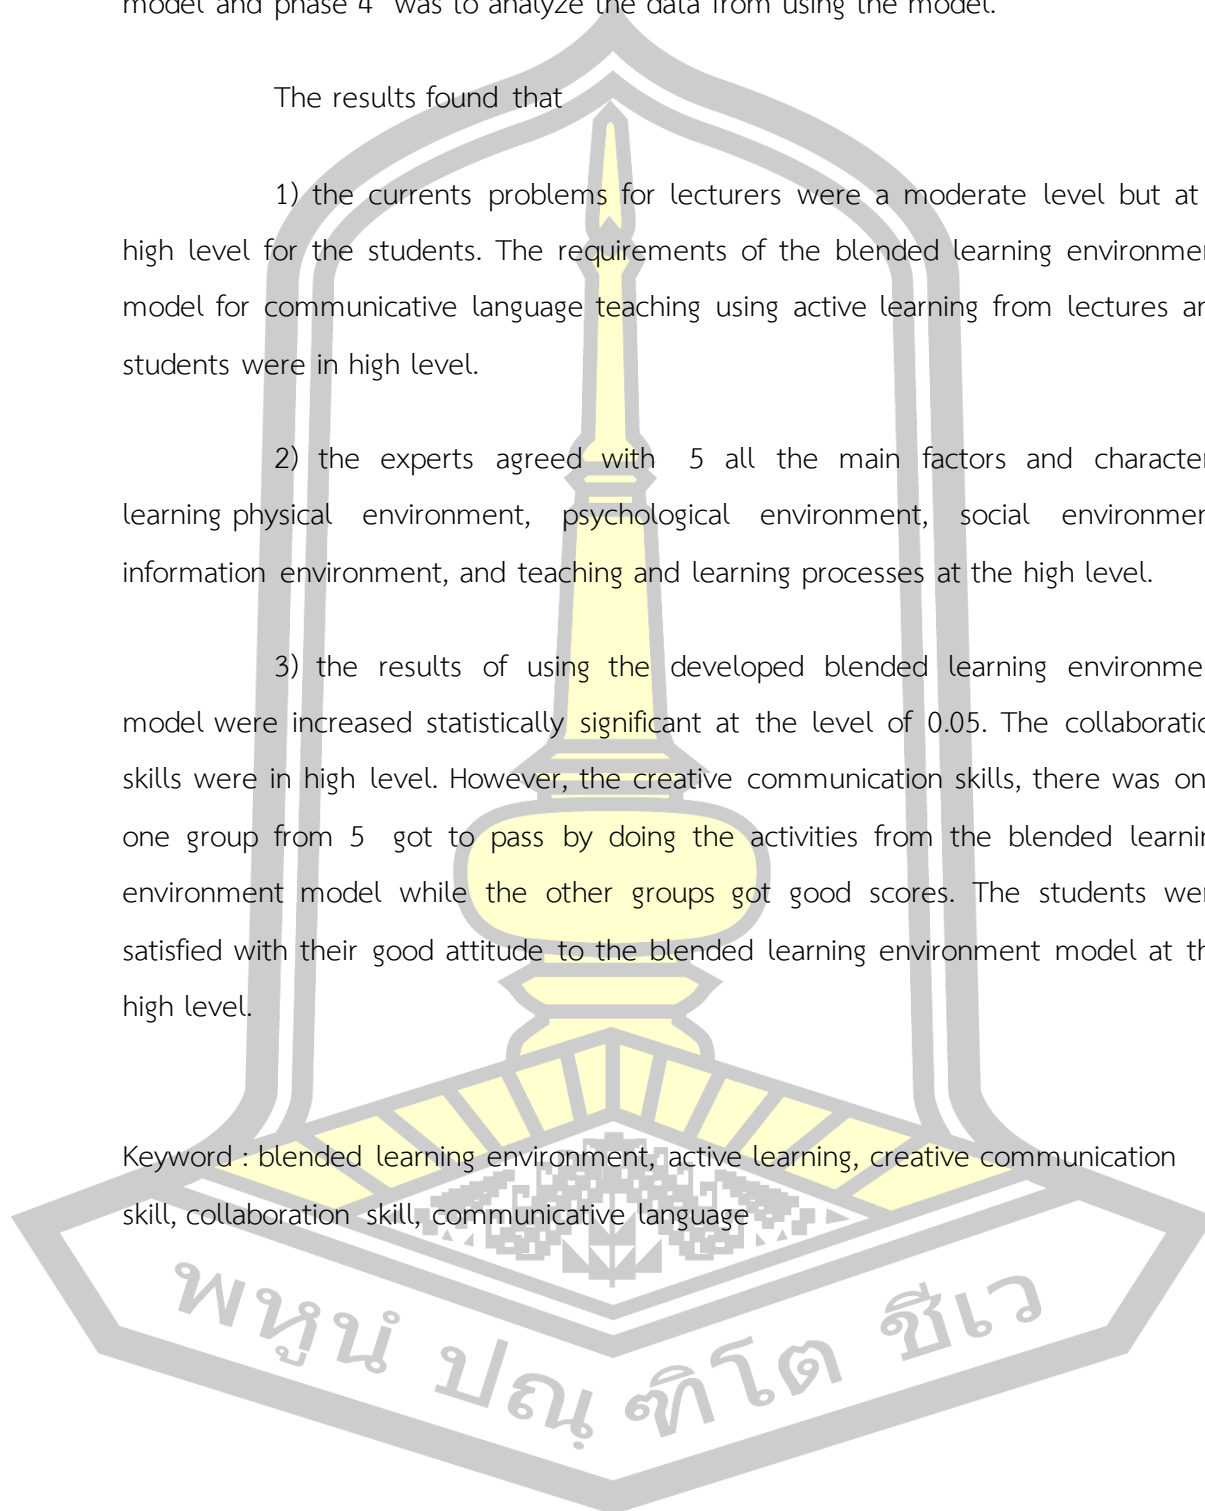 model and phase 4 was to analyze the data from using the model.
The results found that
1) the currents problems for lecturers were a moderate level but at
high level for the students. The requirements of the blended learning environmen
model for communicative language teaching using active learning from lectures an
students were in high level.
2) the experts agreed with 5 all the main factors and character
learning physical environment, psychological environment, social environmen
information environment, and teaching and learning processes at the high level.
3) the results of using the developed blended learning environme
model were increased statistically significant at the level of 0.05. The collaboratio
skills were in high level. However, the creative communication skills, there was on
one group from 5 got to pass by doing the activities from the blended learnin
environment model while the other groups got good scores. The students wer
satisfied with their good attitude to the blended learning environment model at th
high level.
Keyword : blended learning environment, active learning, creative communication
skill, collaboration skill, communicative language
พหูนํ ปณฺฑิโต ชีเว